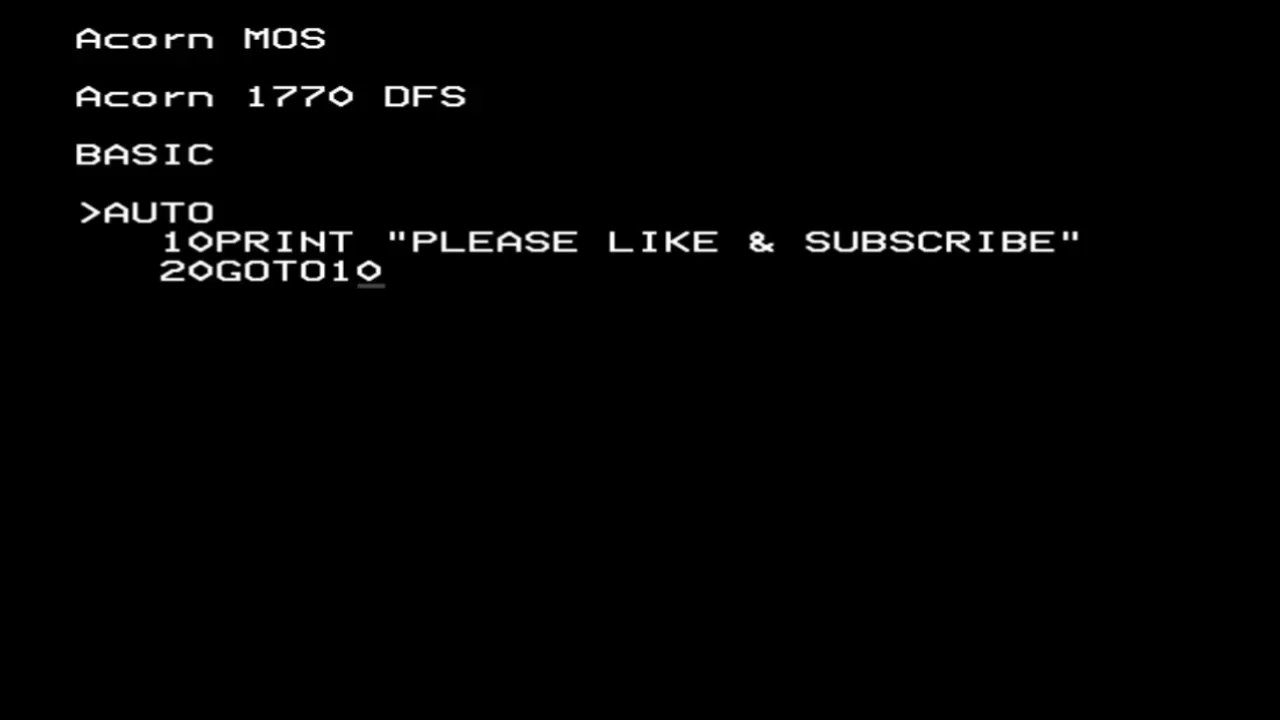 Acorn MOS
Acorn 1770 DFS
BASIC
>AUTO
10PRINT "PLEASE LIKE & SUBSCRIBE"
20GOTO10